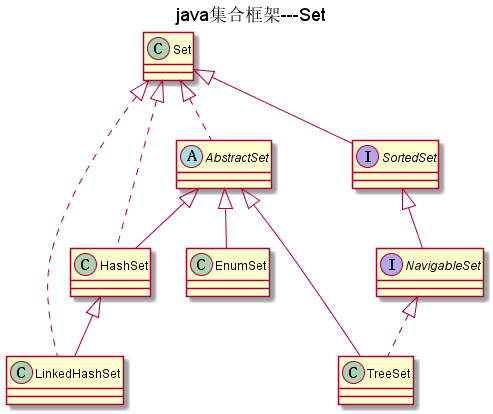 java集合框架---Set
C Set
A AbstractSet
I SortedSet
C HashSet
C EnumSet
I NavigableSet
C LinkedHashSet
C TreeSet